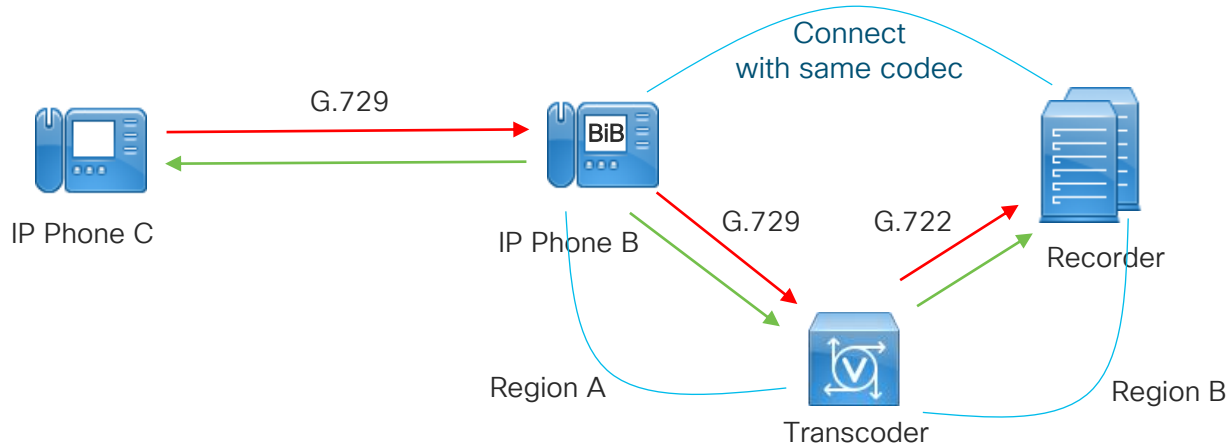 Connect
with same codec
G.729
BiB
IP Phone C
IP Phone B
G.729
G.722
Recorder
V
Region A
Region B
Transcoder